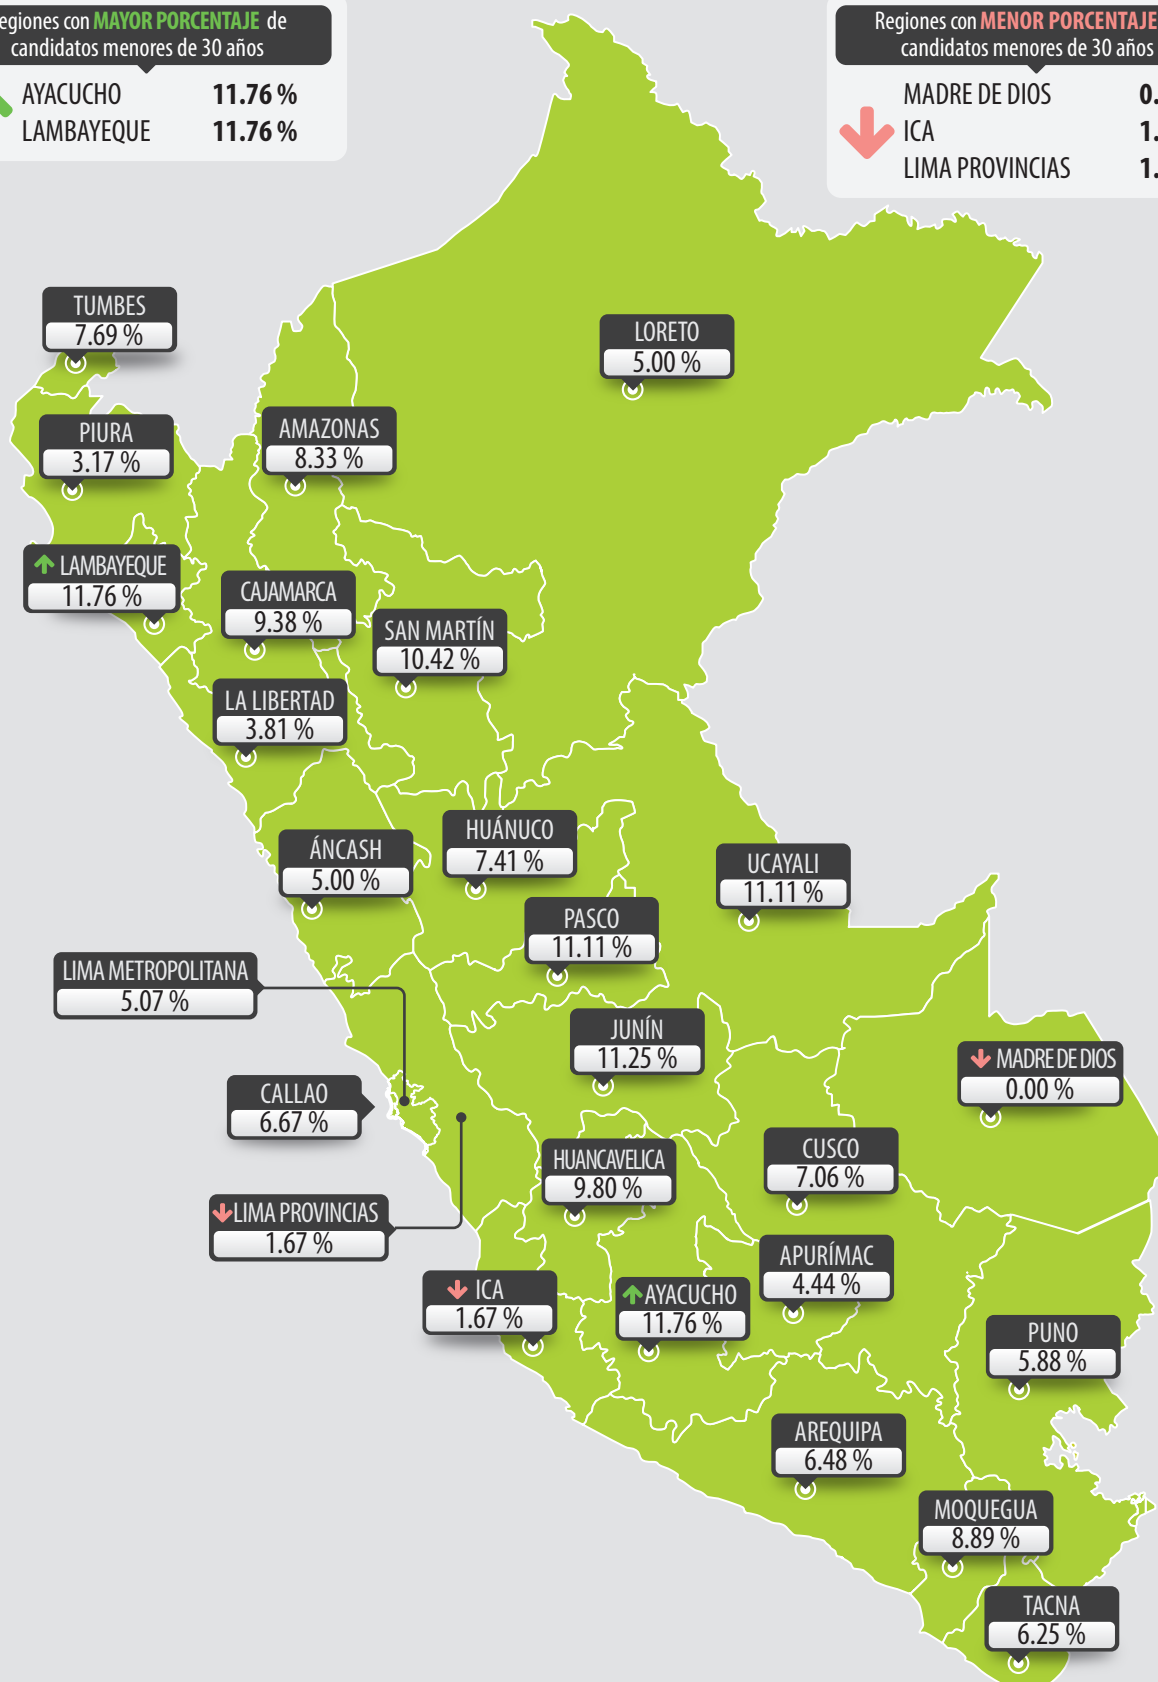 MAYOR PORCENTAJE de
candidatos menores de 30 años
AYACUCHO 11.76 %
LAMBAYEQUE 11.76 %
Regiones con MENOR PORCENTAJE
candidatos menores de 30 años
MADRE DE DIOS 0.
ICA 1.
LIMA PROVINCIAS 1.
TUMBES
7.69 %
LORETO
5.00 %
PIURA
3.17 %
AMAZONAS
8.33 %
LAMBAYEQUE
11.76 %
CAJAMARCA
9.38 %
SAN MARTÍN
10.42 %
LA LIBERTAD
3.81 %
HUÁNUCO
7.41 %
ÁNCASH
5.00 %
UCAYALI
11.11 %
PASCO
11.11 %
LIMA METROPOLITANA
5.07 %
JUNÍN
11.25 %
MADRE DE DIOS
0.00 %
CALLAO
6.67 %
CUSCO
7.06 %
HUANCAVELICA
9.80 %
LIMA PROVINCIAS
1.67 %
APURÍMAC
4.44 %
ICA
1.67 %
AYACUCHO
11.76 %
PUNO
5.88 %
AREQUIPA
6.48 %
MOQUEGUA
8.89 %
TACNA
6.25 %